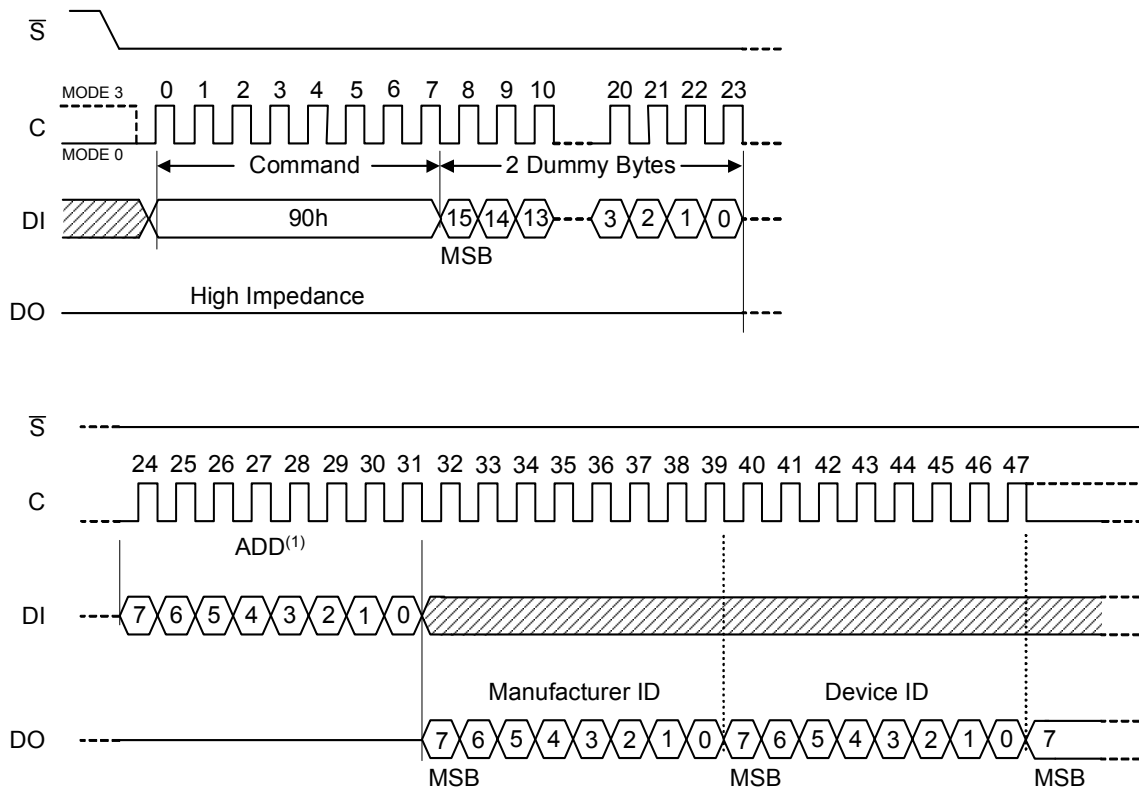 S̅
MODE 3 0 1 2 3 4 5 6 7 8 9 10 20 21 22 23
C
MODE 0
Command 2 Dummy Bytes
DI 90h 15 14 13 3 2 1 0
MSB
High Impedance
DO
S̅
24 25 26 27 28 29 30 31 32 33 34 35 36 37 38 39 40 41 42 43 44 45 46 47
C
ADD(1)
DI 7 6 5 4 3 2 1 0
Manufacturer ID Device ID
DO 7 6 5 4 3 2 1 0 7 6 5 4 3 2 1 0 7
MSB MSB MSB